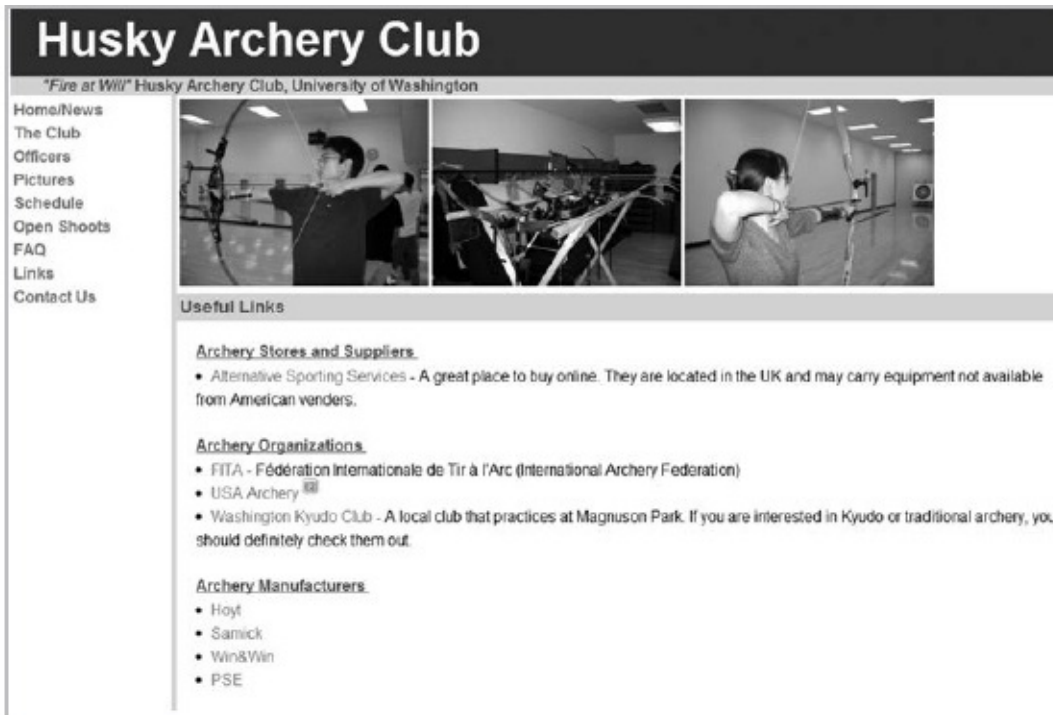 Husky Archery Club
"Fire at Will" Husky Archery Club, University of Washington
Home/News
The Club
Officers
Pictures
Schedule
Open Shoots
FAQ
Links
Contact Us
Useful Links
Archery Stores and Suppliers
• Alternative Sporting Services - A great place to buy online. They are located in the UK and may carry equipment not available
from American venders.
Archery Organizations
• FITA - Fédération Internationale de Tir à l'Arc (International Archery Federation)
• USA Archery
• Washington Kyudo Club - A local club that practices at Magnuson Park. If you are interested in Kyudo or traditional archery, you
should definitely check them out.
Archery Manufacturers
• Hoyt
• Samick
• Win&Win
• PSE